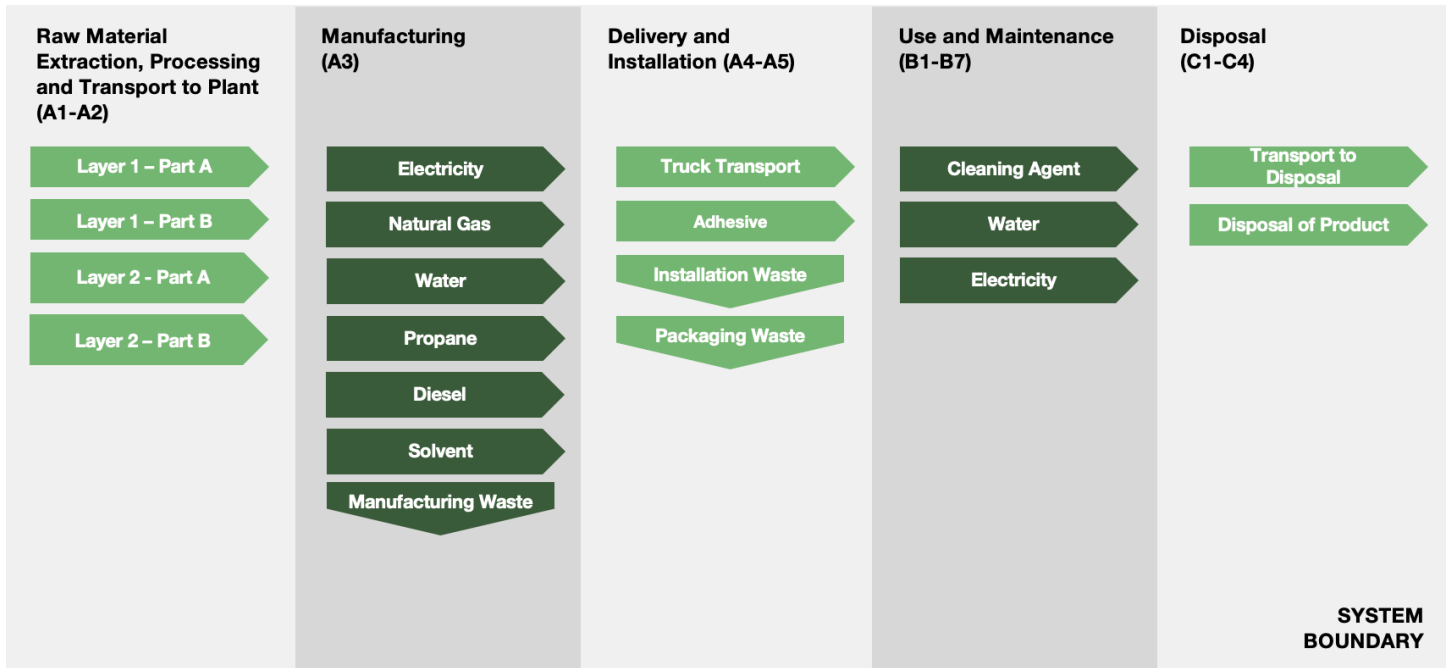 Raw Material
Extraction, Processing
and Transport to Plant
(A1-A2)
Layer 1 – Part A
Layer 1 – Part B
Layer 2 - Part A
Layer 2 – Part B
Manufacturing
(A3)
Electricity
Natural Gas
Water
Propane
Diesel
Solvent
Manufacturing Waste
Delivery and
Installation (A4-A5)
Truck Transport
Adhesive
Installation Waste
Packaging Waste
Use and Maintenance
(B1-B7)
Cleaning Agent
Water
Electricity
Disposal
(C1-C4)
Transport to
Disposal
Disposal of Product
SYSTEM
BOUNDARY